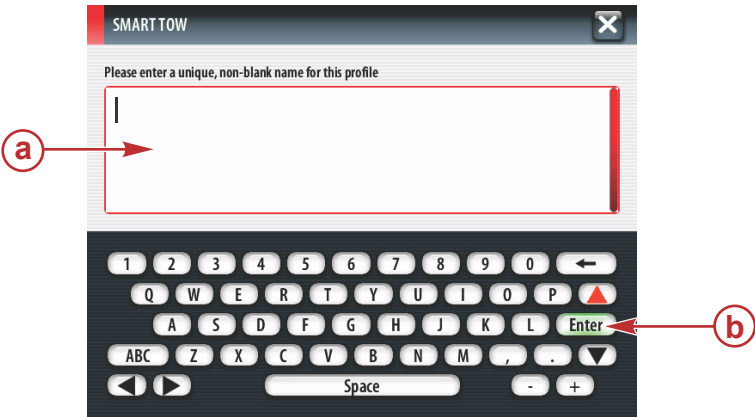 SMART TOW
Please enter a unique, non-blank name for this profile
a
1 2 3 4 5 6 7 8 9 0
Q W E R T Y U I O P
A S D F G H J K L Enter
b
ABC Z X C V B N M , .
Space - +